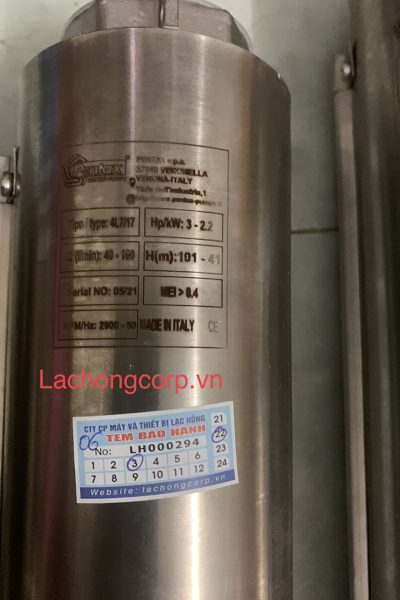 Pentax
WATER PUMPS
PENTAX s.p.a.
37040 VERONELLA
VERONA-ITALY
Viale dell'industria, 1
http://www.pentax-pumps.it
Tipo / type: 4L7/17
Hp/kW: 3 - 2.2
(l/min): 40 - 160
H(m): 101 - 41
Serial NO: 05/21
MEI > 0.4
RPM/Hz: 2900 - 50
MADE IN ITALY CE
Lachongcorp.vn
CTY CP MÁY VÀ THIẾT BỊ LẠC HỒNG
06 TEM BẢO HÀNH
No: LH000294
1 2 3 4 5 6
7 8 9 10 11 12
21
22
23
24
Website: lachongcorp.vn